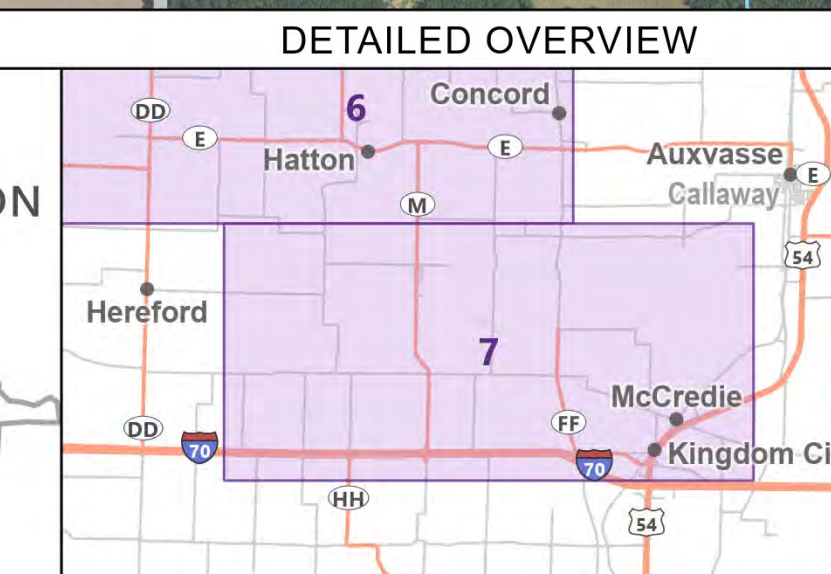 DETAILED OVERVIEW
DD
6
Concord
E
Hatton
E
Auxvasse
E
Callaway
ON
M
54
Hereford
7
McCredie
DD
FF
70
Kingdom Ci
70
HH
54